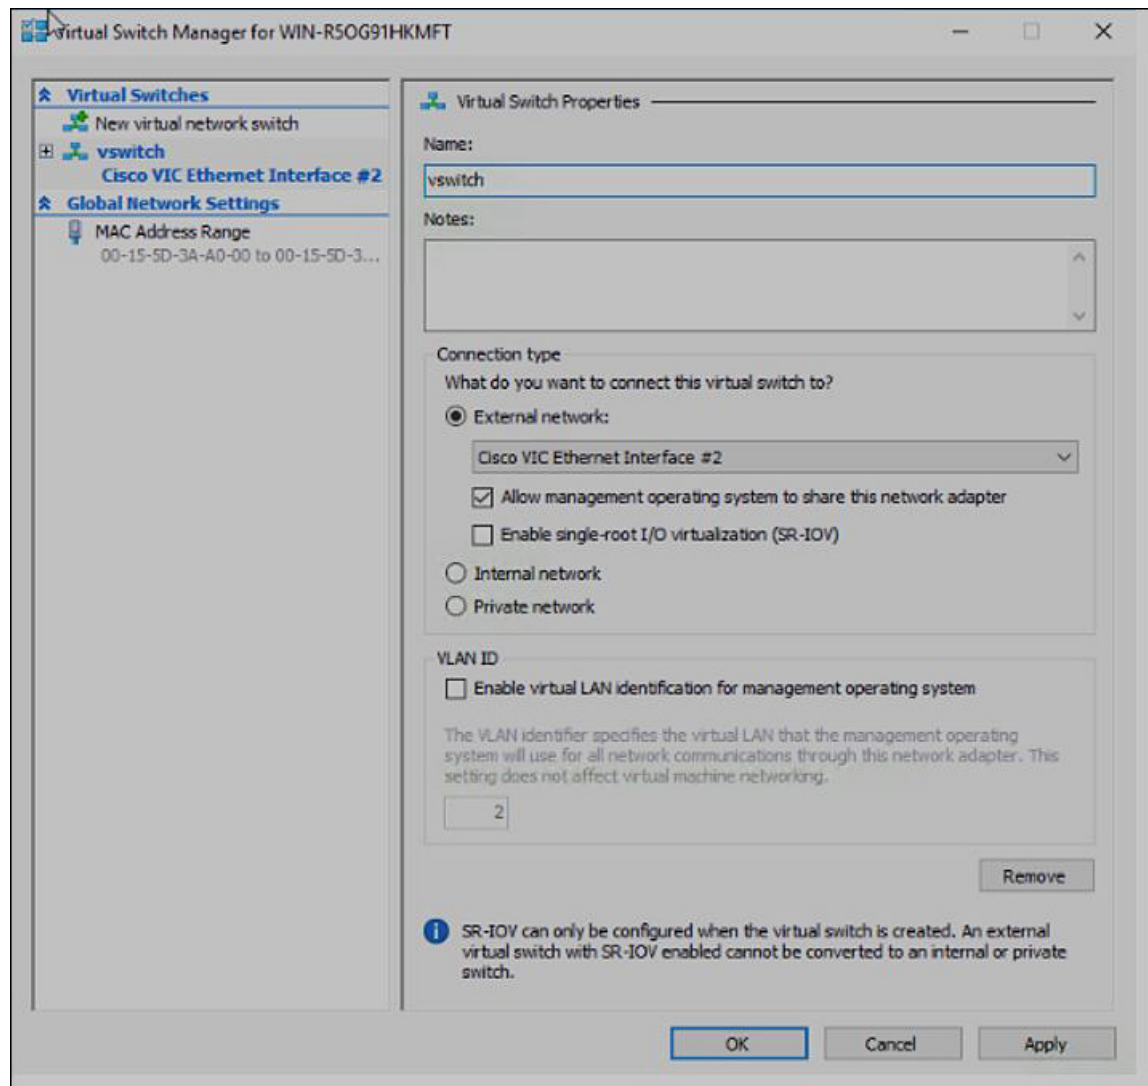 Virtual Switch Manager for WIN-R5OG91HKMFT
Virtual Switches
New virtual network switch
vswitch
Cisco VIC Ethernet Interface #2
Global Network Settings
MAC Address Range
00-15-5D-3A-A0-00 to 00-15-5D-3...
Virtual Switch Properties
Name:
vswitch
Notes:
Connection type
What do you want to connect this virtual switch to?
External network:
Cisco VIC Ethernet Interface #2
Allow management operating system to share this network adapter
Enable single-root I/O virtualization (SR-IOV)
Internal network
Private network
VLAN ID
Enable virtual LAN identification for management operating system
The VLAN identifier specifies the virtual LAN that the management operating
system will use for all network communications through this network adapter. This
setting does not affect virtual machine networking.
2
Remove
SR-IOV can only be configured when the virtual switch is created. An external
virtual switch with SR-IOV enabled cannot be converted to an internal or private
switch.
OK
Cancel
Apply